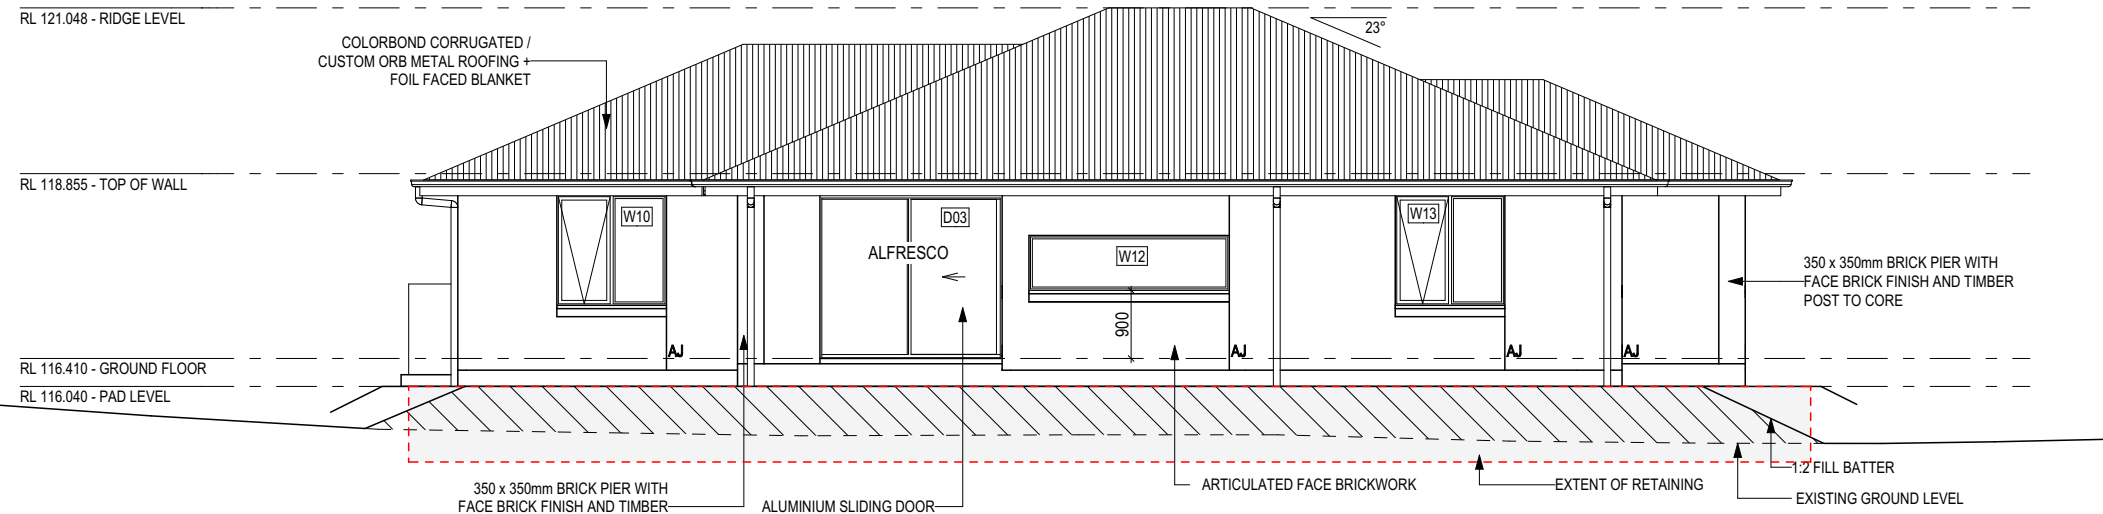 RL 121.048 - RIDGE LEVEL
23°
COLORBOND CORRUGATED /
CUSTOM ORB METAL ROOFING +
FOIL FACED BLANKET
RL 118.855 - TOP OF WALL
W10
D03
W13
ALFRESCO
W12
350 x 350mm BRICK PIER WITH
FACE BRICK FINISH AND TIMBER
POST TO CORE
900
AJ
AJ
AJ
AJ
RL 116.410 - GROUND FLOOR
RL 116.040 - PAD LEVEL
1:2 FILL BATTER
350 x 350mm BRICK PIER WITH
FACE BRICK FINISH AND TIMBER
ALUMINIUM SLIDING DOOR
ARTICULATED FACE BRICKWORK
EXTENT OF RETAINING
EXISTING GROUND LEVEL